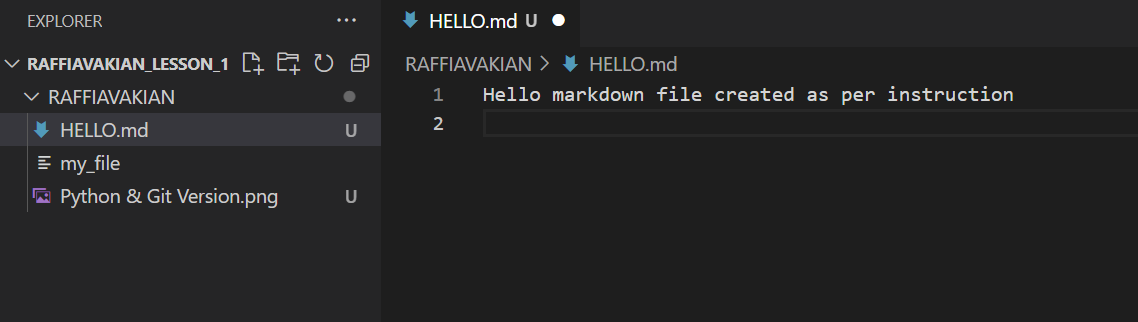 EXPLORER
HELLO.md U
RAFFIAVAKIAN_LESSON_1
RAFFIAVAKIAN > HELLO.md
RAFFIAVAKIAN
HELLO.md U
my_file
Python & Git Version.png U
1 Hello markdown file created as per instruction
2